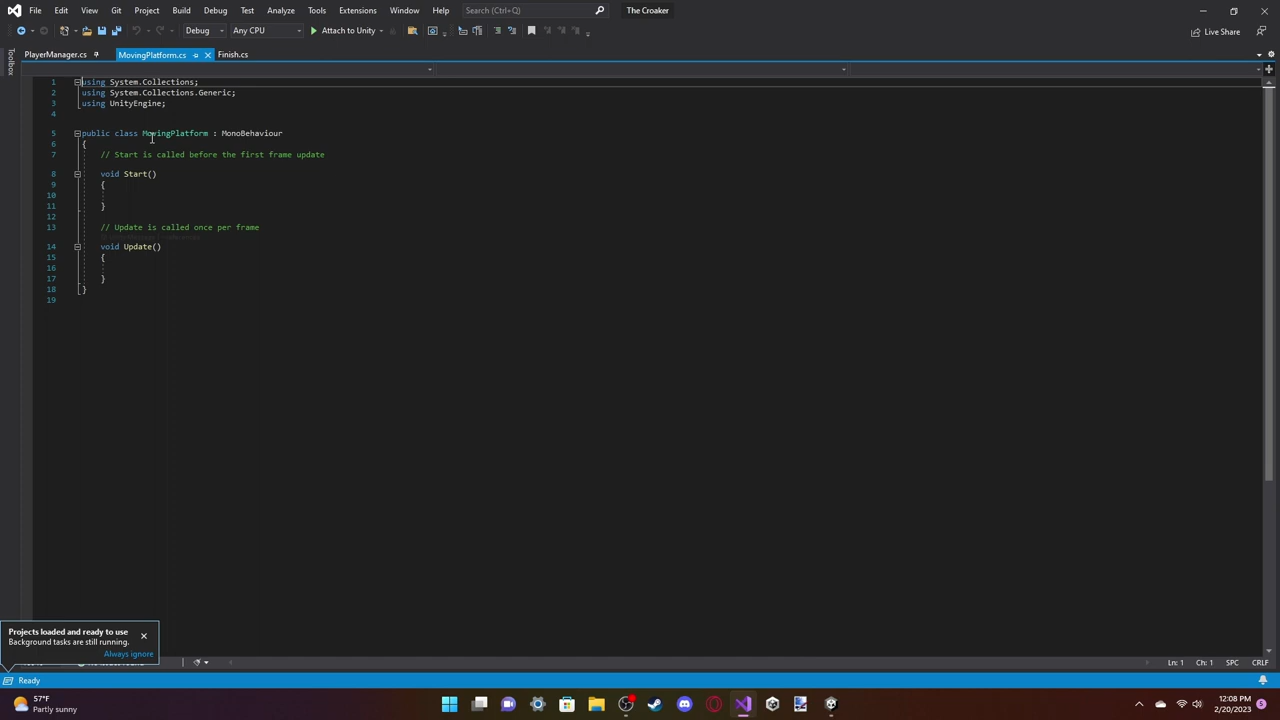 File Edit View Git Project Build Debug Test Analyze Tools Extensions Window Help Search (Ctrl+Q) The Croaker
Debug Any CPU Attach to Unity Live Share
PlayerManager.cs MovingPlatform.cs Finish.cs
Toolbox
1 using System.Collections;
2 using System.Collections.Generic;
3 using UnityEngine;
4
5 public class MovingPlatform : MonoBehaviour
6 {
7 // Start is called before the first frame update
8 void Start()
9 {
10
11 }
12
13 // Update is called once per frame
14 void Update()
15 {
16
17 }
18 }
19
Projects loaded and ready to use
Background tasks are still running.
Always ignore
Ln: 1 Ch: 1 SPC CRLF
Ready
57°F
Partly sunny
12:08 PM
2/20/2023